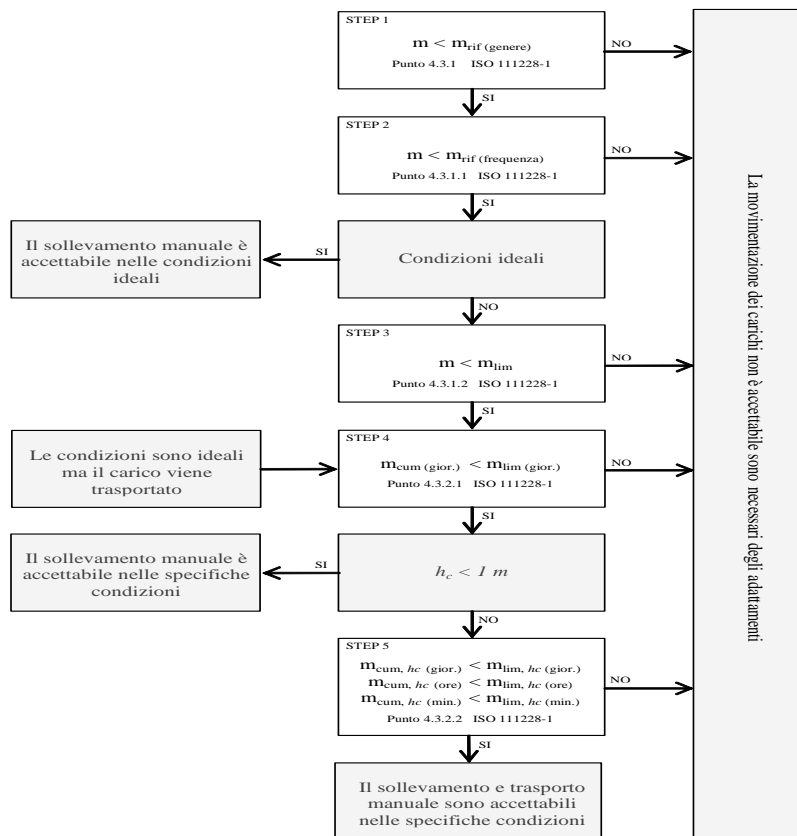 STEP 1
m < mrif (genere)
Punto 4.3.1 ISO 111228-1
NO
SI
STEP 2
m < mrif (frequenza)
Punto 4.3.1.1 ISO 111228-1
NO
SI
Il sollevamento manuale è
accettabile nelle condizioni
ideali
SI
Condizioni ideali
NO
STEP 3
m < mlim
Punto 4.3.1.2 ISO 111228-1
NO
SI
Le condizioni sono ideali
ma il carico viene
trasportato
STEP 4
mcum (gior.) < mlim (gior.)
Punto 4.3.2.1 ISO 111228-1
NO
SI
Il sollevamento manuale è
accettabile nelle specifiche
condizioni
SI
hc < 1 m
NO
STEP 5
mcum, hc (gior.) < mlim, hc (gior.)
mcum, hc (ore) < mlim, hc (ore)
mcum, hc (min.) < mlim, hc (min.)
Punto 4.3.2.2 ISO 111228-1
NO
SI
Il sollevamento e trasporto
manuale sono accettabili
nelle specifiche condizioni
La movimentazione dei carichi non è accettabile sono necessari degli adattamenti